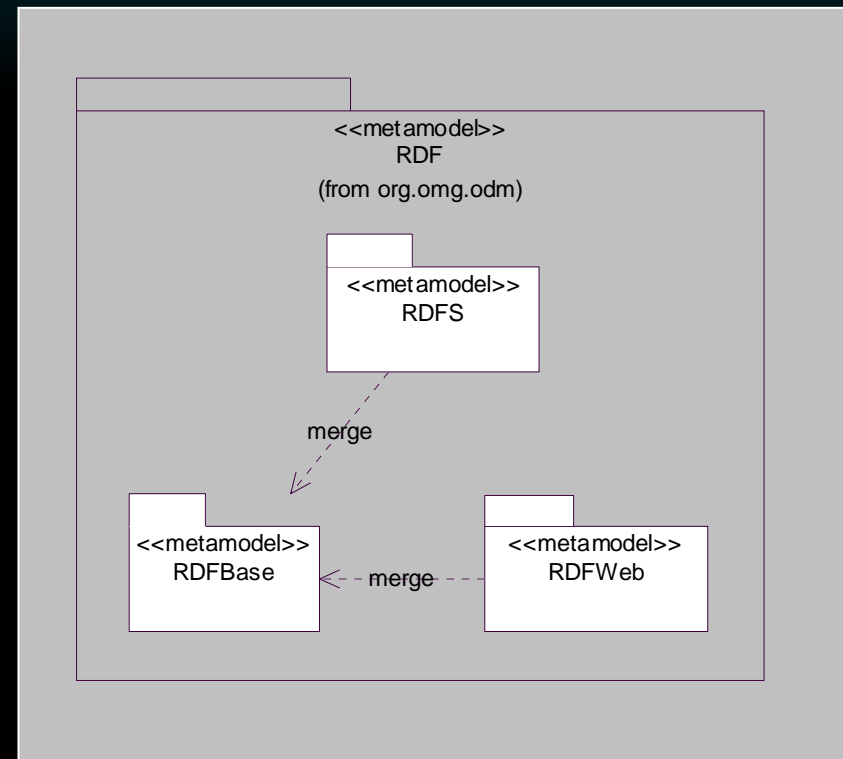 <<metamodel>>
RDF
(from org.omg.odm)
<<metamodel>>
RDFS
merge
<<metamodel>>
RDFBase
merge
<<metamodel>>
RDFWeb